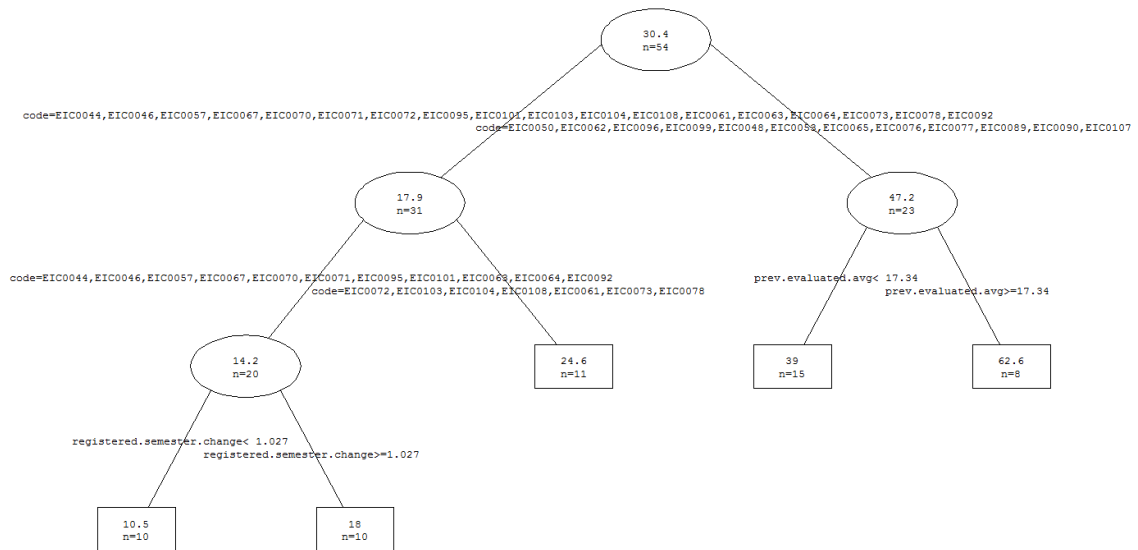 30.4
n=54
code=EIC0044,EIC0046,EIC0057,EIC0067,EIC0070,EIC0071,EIC0072,EIC0095,EIC0101,EIC0103,EIC0104,EIC0108,EIC0061,EIC0063,EIC0064,EIC0073,EIC0078,EIC0092
code=EIC0050,EIC0062,EIC0096,EIC0099,EIC0048,EIC0053,EIC0065,EIC0076,EIC0077,EIC0089,EIC0090,EIC0107
17.9
n=31
47.2
n=23
code=EIC0044,EIC0046,EIC0057,EIC0067,EIC0070,EIC0071,EIC0095,EIC0101,EIC0063,EIC0064,EIC0092
code=EIC0072,EIC0103,EIC0104,EIC0108,EIC0061,EIC0073,EIC0078
prev.evaluated.avg< 17.34
prev.evaluated.avg>=17.34
14.2
n=20
24.6
n=11
39
n=15
62.6
n=8
registered.semester.change< 1.027
registered.semester.change>=1.027
10.5
n=10
18
n=10